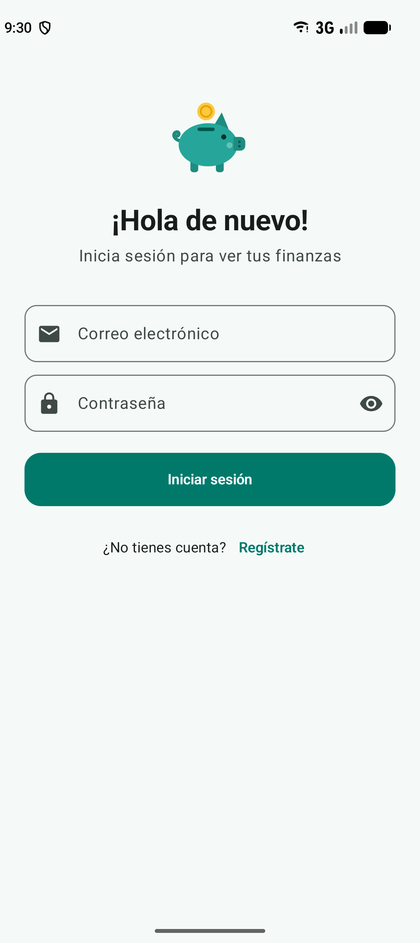 9:30 3G
¡Hola de nuevo!
Inicia sesión para ver tus finanzas
Correo electrónico
Contraseña
Iniciar sesión
¿No tienes cuenta? Regístrate